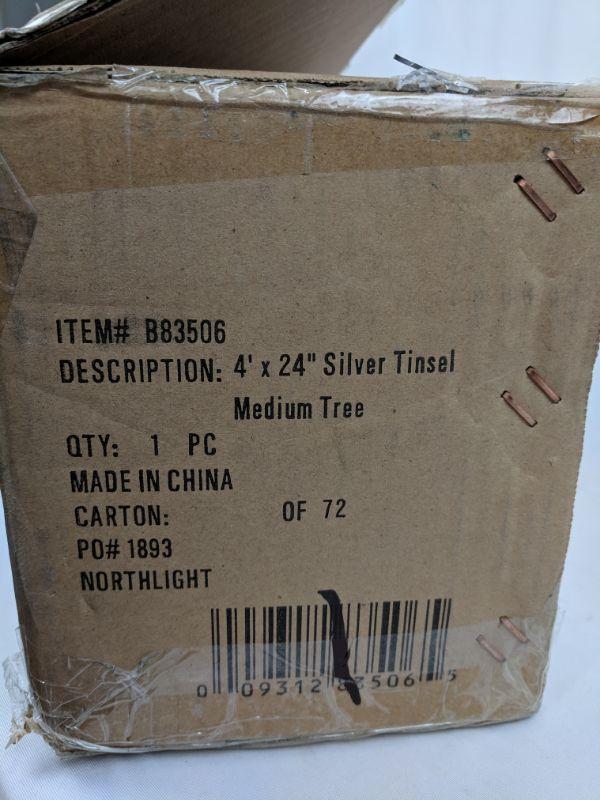 ITEM# B83506
DESCRIPTION: 4' x 24" Silver Tinsel
Medium Tree
QTY: 1 PC
MADE IN CHINA
CARTON: OF 72
PO# 1893
NORTHLIGHT
0 09312 83506 5